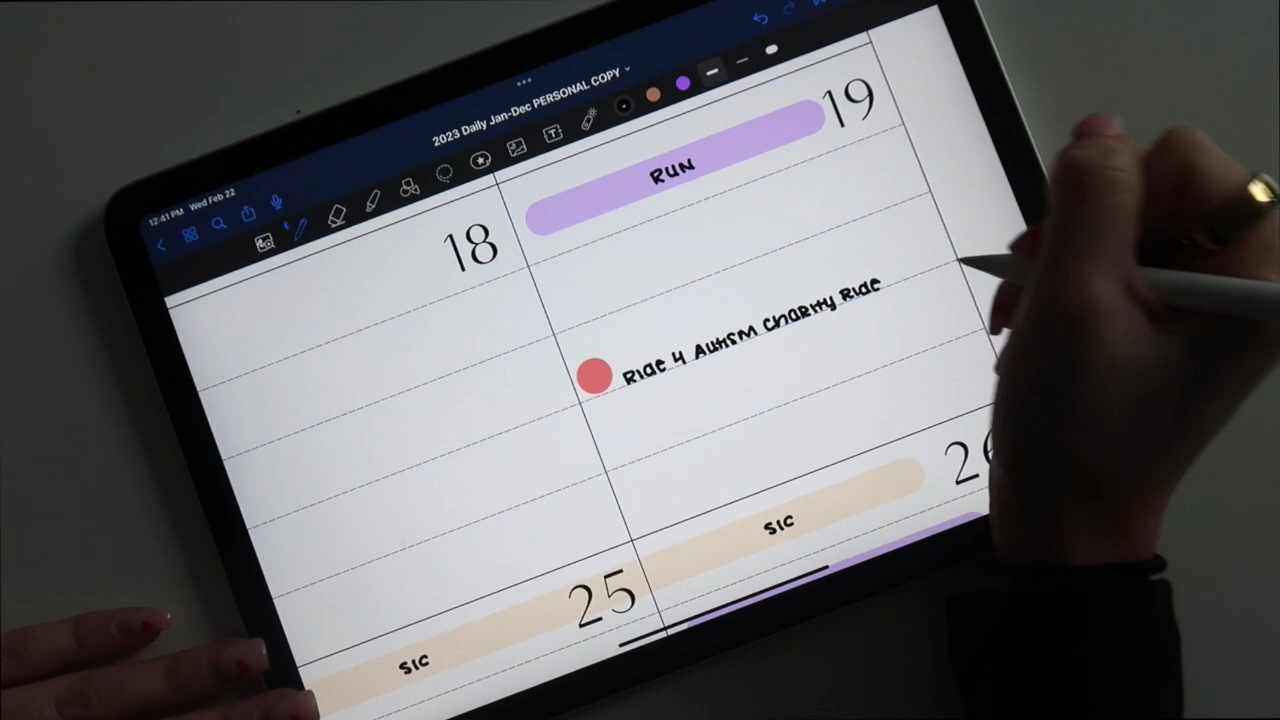 12:41 PM Wed Feb 22
2023 Daily Jan-Dec PERSONAL COPY
T
18
19
RUN
RIDE 4 AUTISM CHARITY RIDE
25
26
SIC
SIC